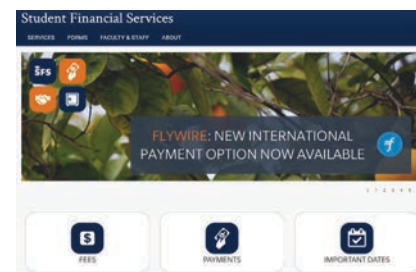 Student Financial Services
SERVICES FORMS FACULTY & STAFF ABOUT
SFS
FLYWIRE: NEW INTERNATIONAL
PAYMENT OPTION NOW AVAILABLE
FEES PAYMENTS IMPORTANT DATES